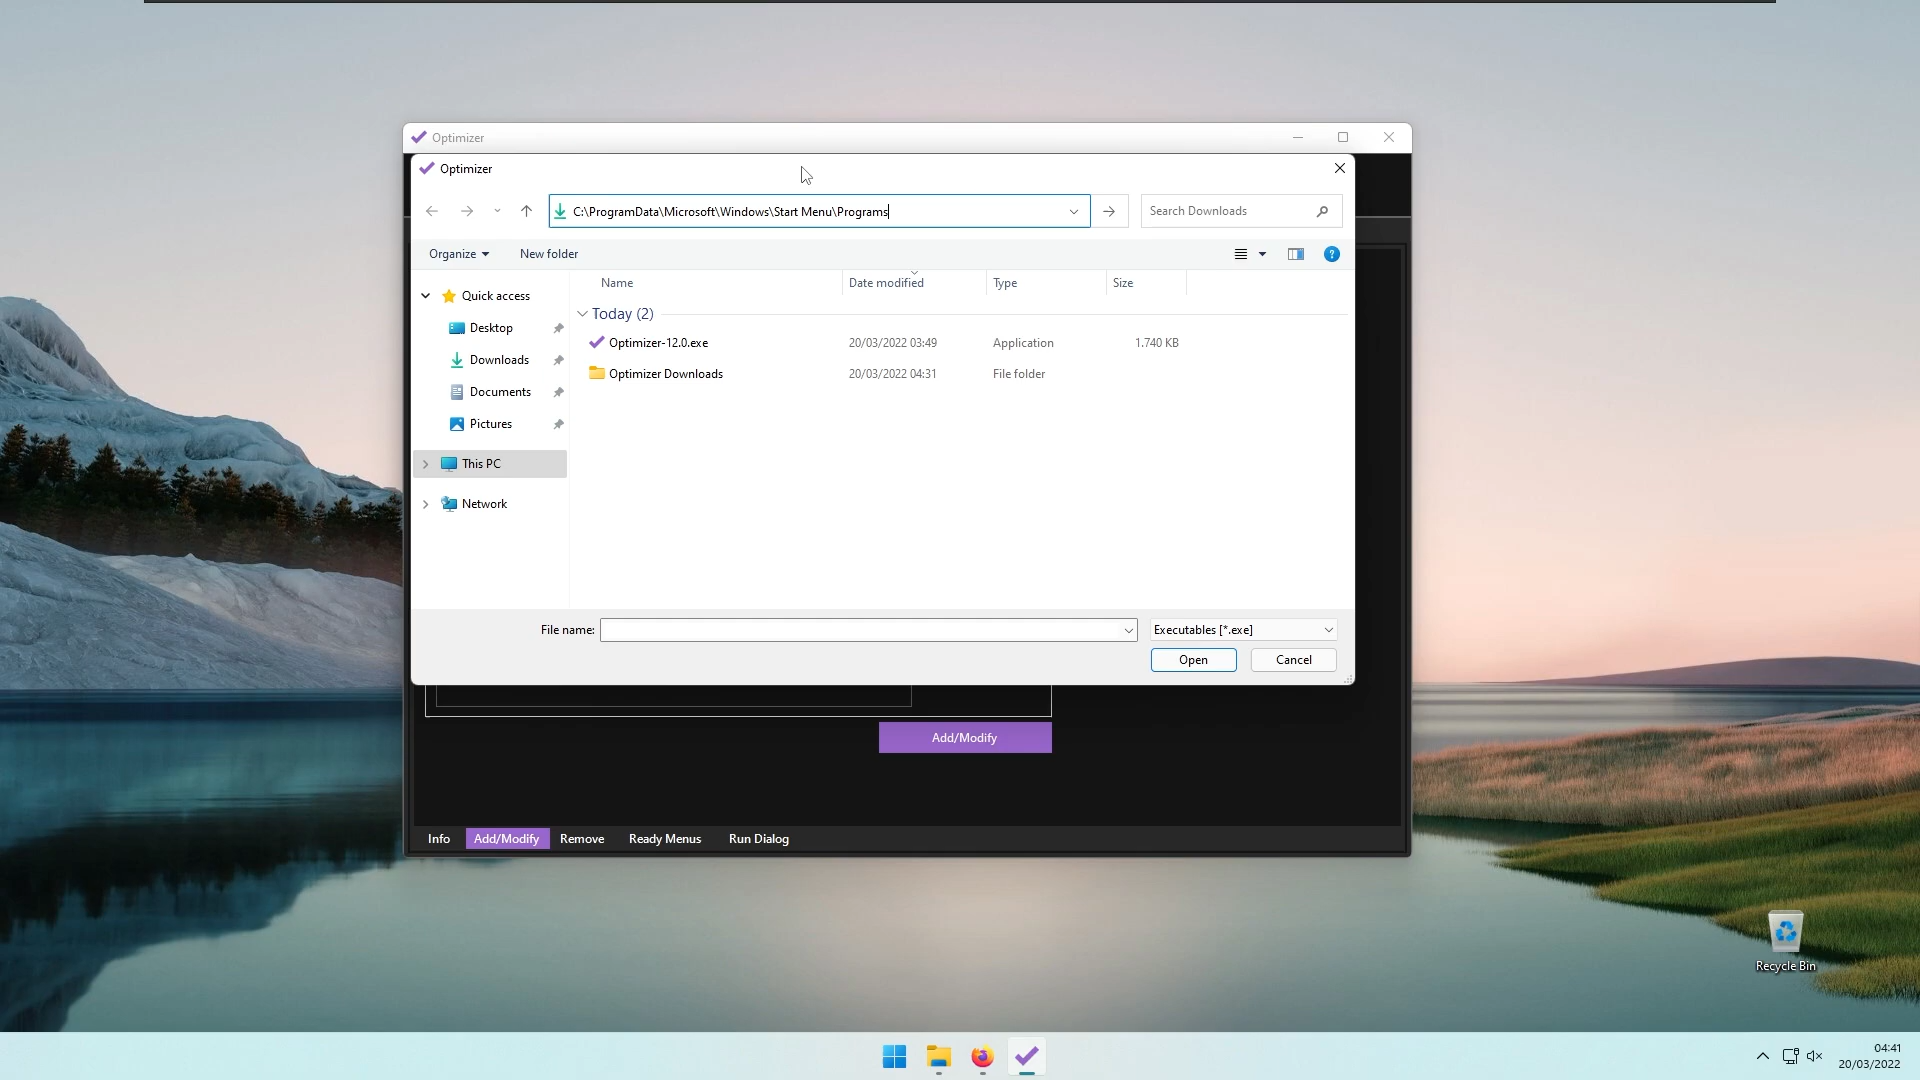 Optimizer
Optimizer
C:\ProgramData\Microsoft\Windows\Start Menu\Programs
Search Downloads
Organize
New folder
Name
Date modified
Type
Size
Quick access
Desktop
Downloads
Documents
Pictures
This PC
Network
Today (2)
Optimizer-12.0.exe 20/03/2022 03:49 Application 1.740 KB
Optimizer Downloads 20/03/2022 04:31 File folder
File name:
Executables [*.exe]
Open
Cancel
Add/Modify
Info
Add/Modify
Remove
Ready Menus
Run Dialog
Recycle Bin
04:41
20/03/2022